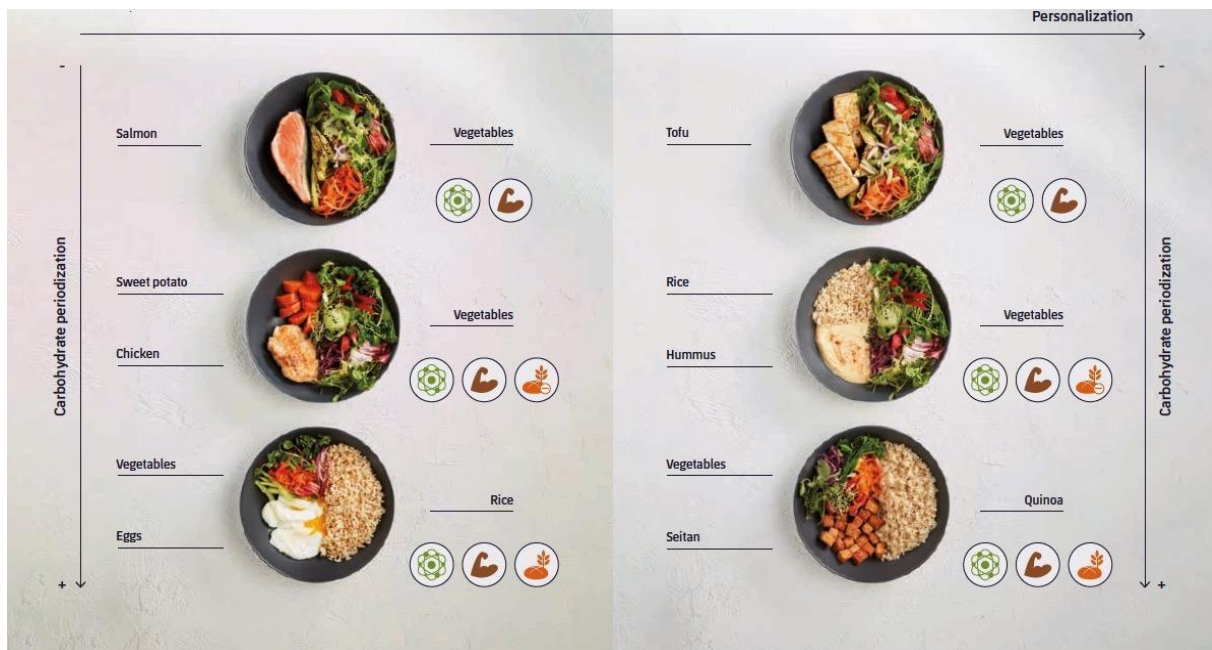 Personalization
-
-
Salmon
Vegetables
Tofu
Vegetables
Carbohydrate periodization
Carbohydrate periodization
Sweet potato
Vegetables
Chicken
Rice
Vegetables
Hummus
Vegetables
Rice
Eggs
Vegetables
Quinoa
Seitan
+
+